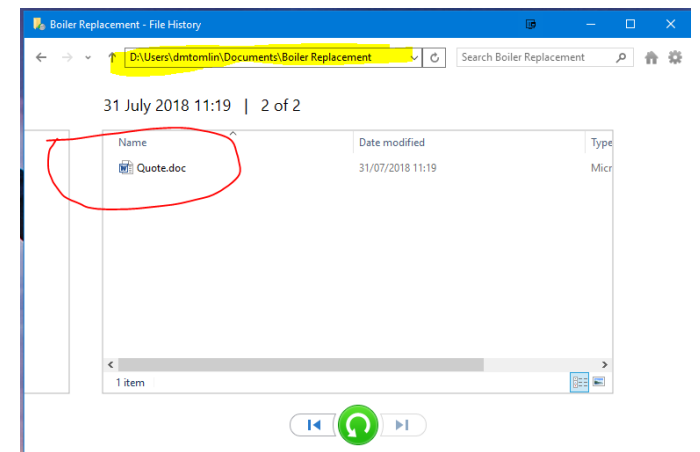 Boiler Replacement - File History
D:\Users\dmtomlin\Documents\Boiler Replacement
Search Boiler Replacement
31 July 2018 11:19 | 2 of 2
Name Date modified Type
Quote.doc 31/07/2018 11:19 Micr
1 item